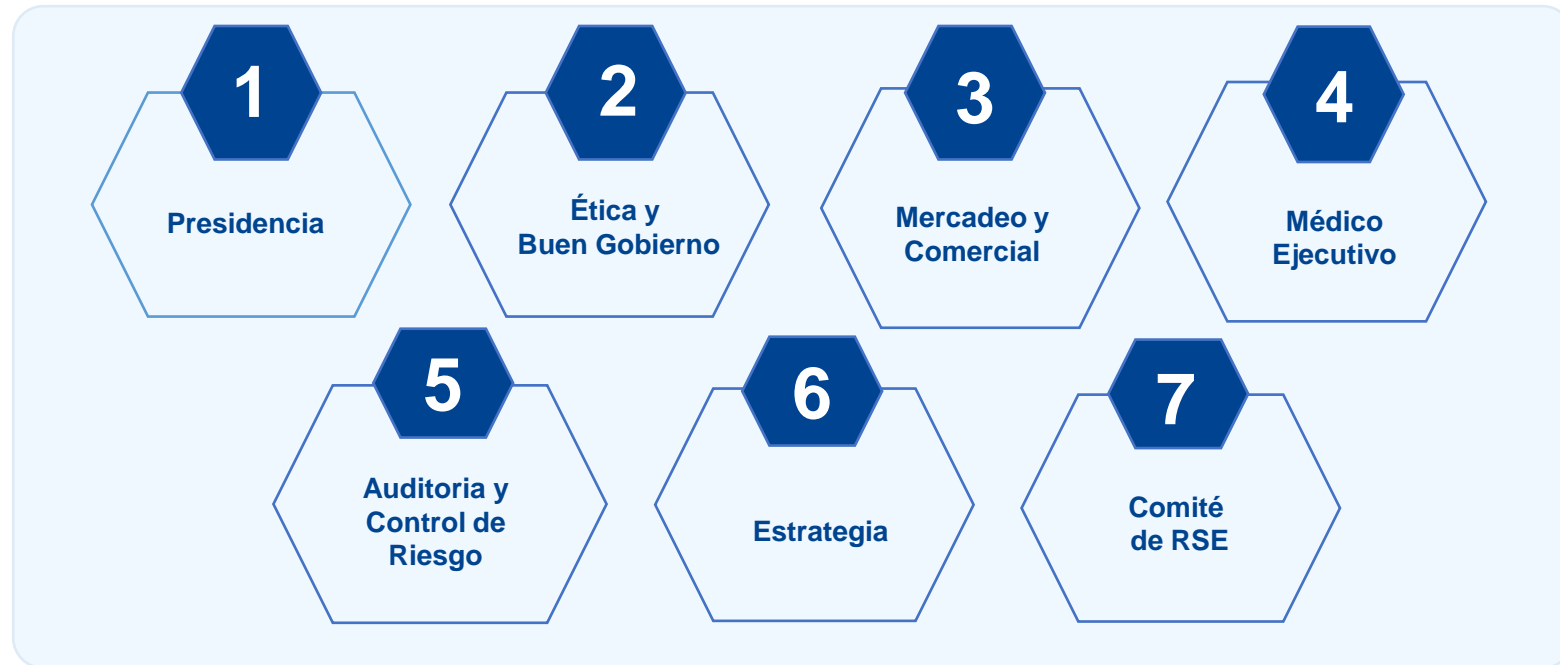 1
Presidencia
2
Ética y
Buen Gobierno
3
Mercadeo y
Comercial
4
Médico
Ejecutivo
5
Auditoria y
Control de
Riesgo
6
Estrategia
7
Comité
de RSE